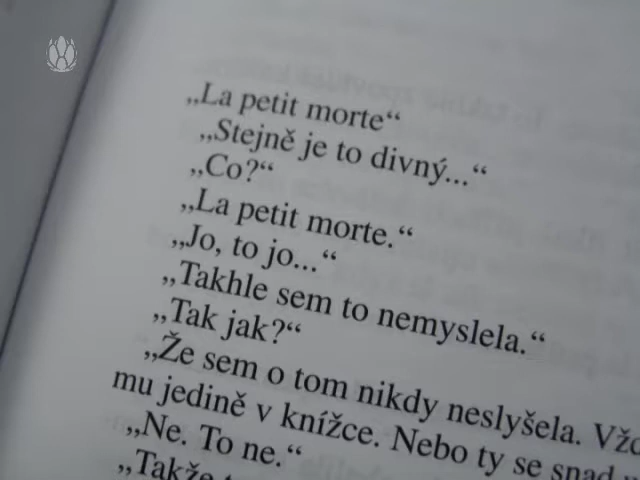 „La petit morte“
„Stejně je to divný...“
„Co?“
„La petit morte.“
„Jo, to jo...“
„Takhle sem to nemyslela.“
„Tak jak?“
„Že sem o tom nikdy neslyšela.
mu jedině v knížce. Nebo ty se snad
„Ne. To ne.“
„Takže